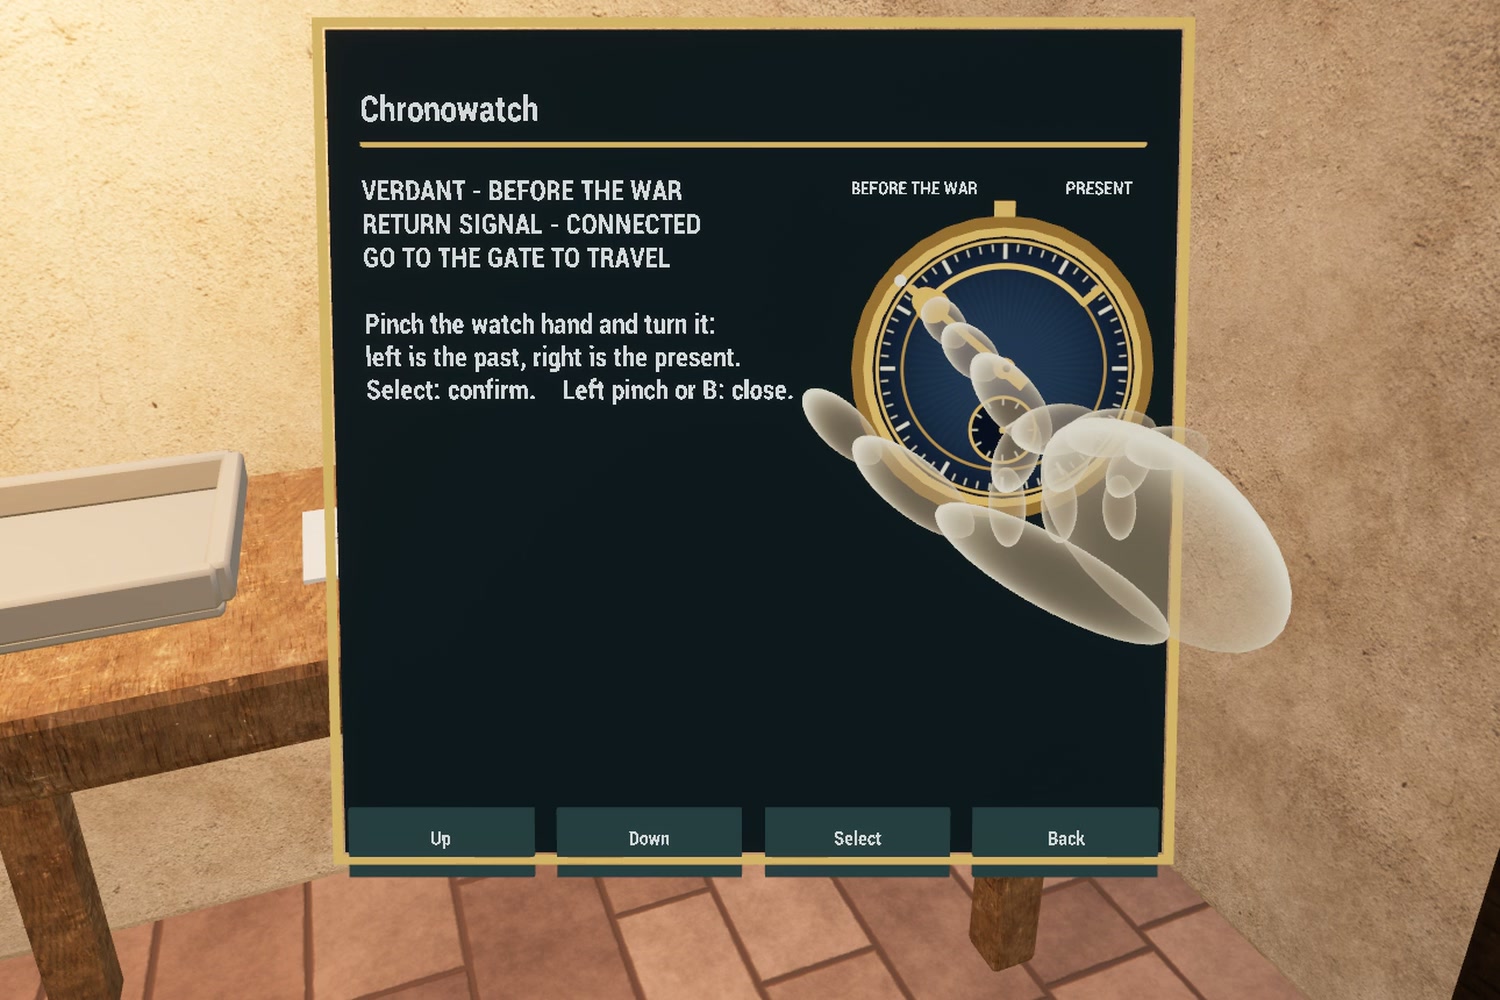 Chronowatch
VERDANT - BEFORE THE WAR
RETURN SIGNAL - CONNECTED
GO TO THE GATE TO TRAVEL
Pinch the watch hand and turn it:
left is the past, right is the present.
Select: confirm. Left pinch or B: close.
BEFORE THE WAR PRESENT
Up Down Select Back